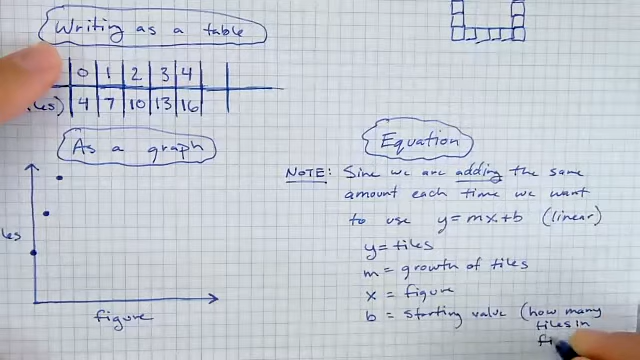 Writing as a table
0 1 2 3 4
4 7 10 13 16
As a graph
figure
Equation
NOTE: Sine we are adding the same
amount each time we want
to use y=mx+b (linear)
y=tiles
m=growth of tiles
x = figure
b = starting value (how many
tiles in